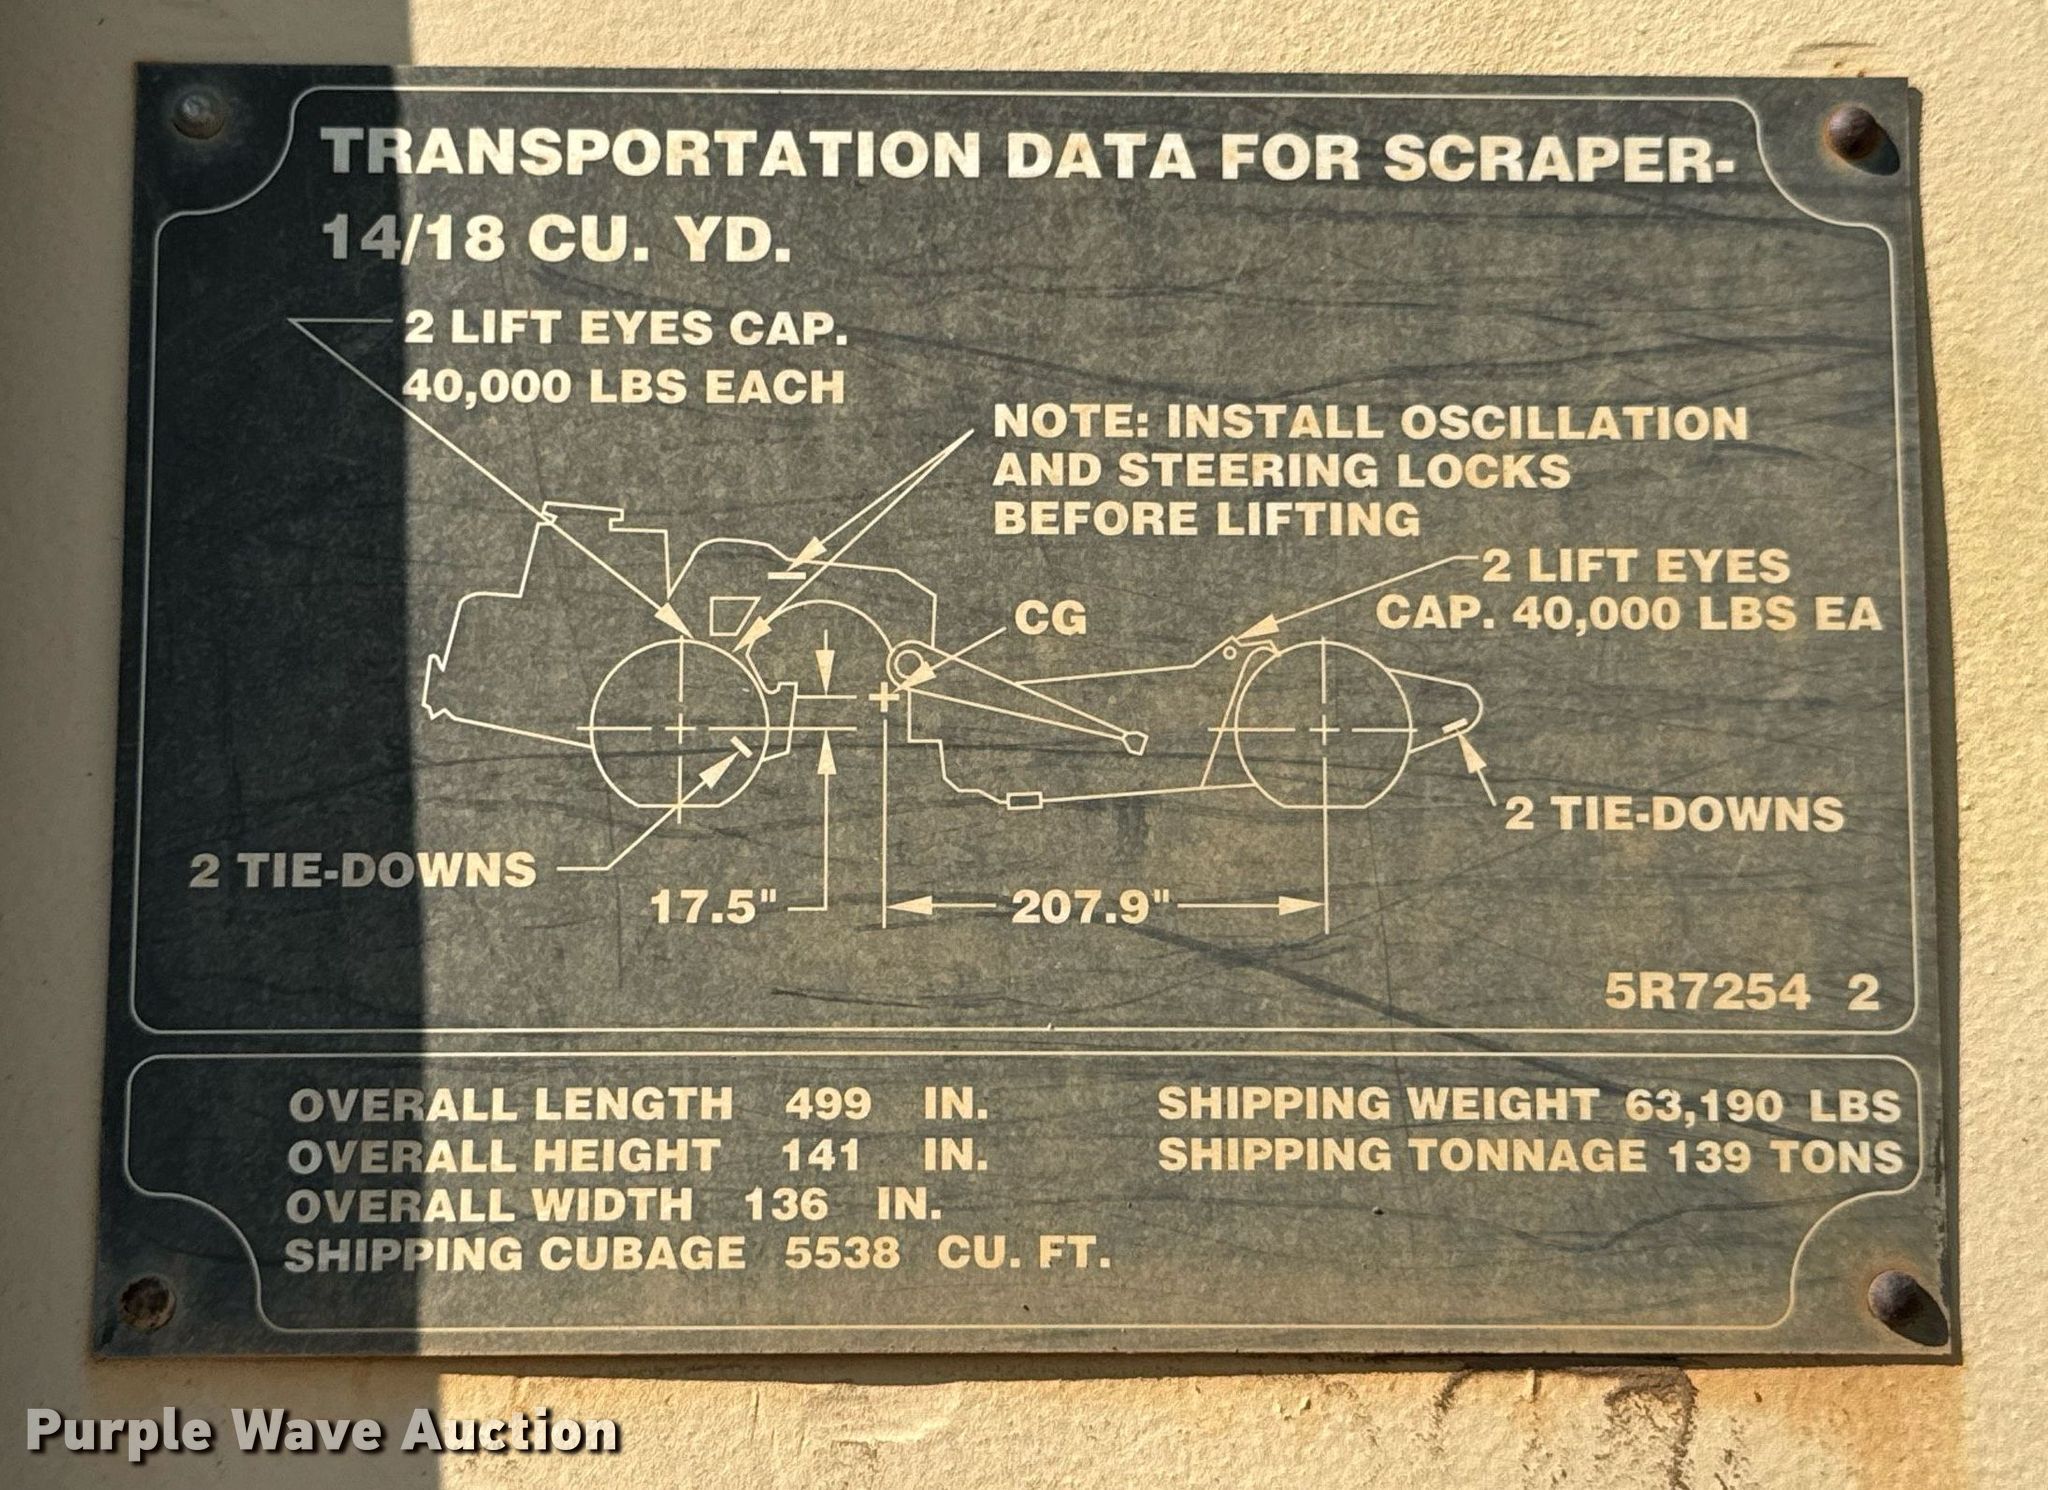 TRANSPORTATION DATA FOR SCRAPER-
14/18 CU. YD.
2 LIFT EYES CAP.
40,000 LBS EACH
NOTE: INSTALL OSCILLATION
AND STEERING LOCKS
BEFORE LIFTING
2 LIFT EYES
CAP. 40,000 LBS EA
CG
2 TIE-DOWNS
2 TIE-DOWNS
17.5"
207.9"
5R7254 2
OVERALL LENGTH 499 IN.
OVERALL HEIGHT 141 IN.
OVERALL WIDTH 136 IN.
SHIPPING CUBAGE 5538 CU. FT.
SHIPPING WEIGHT 63,190 LBS
SHIPPING TONNAGE 139 TONS
Purple Wave Auction